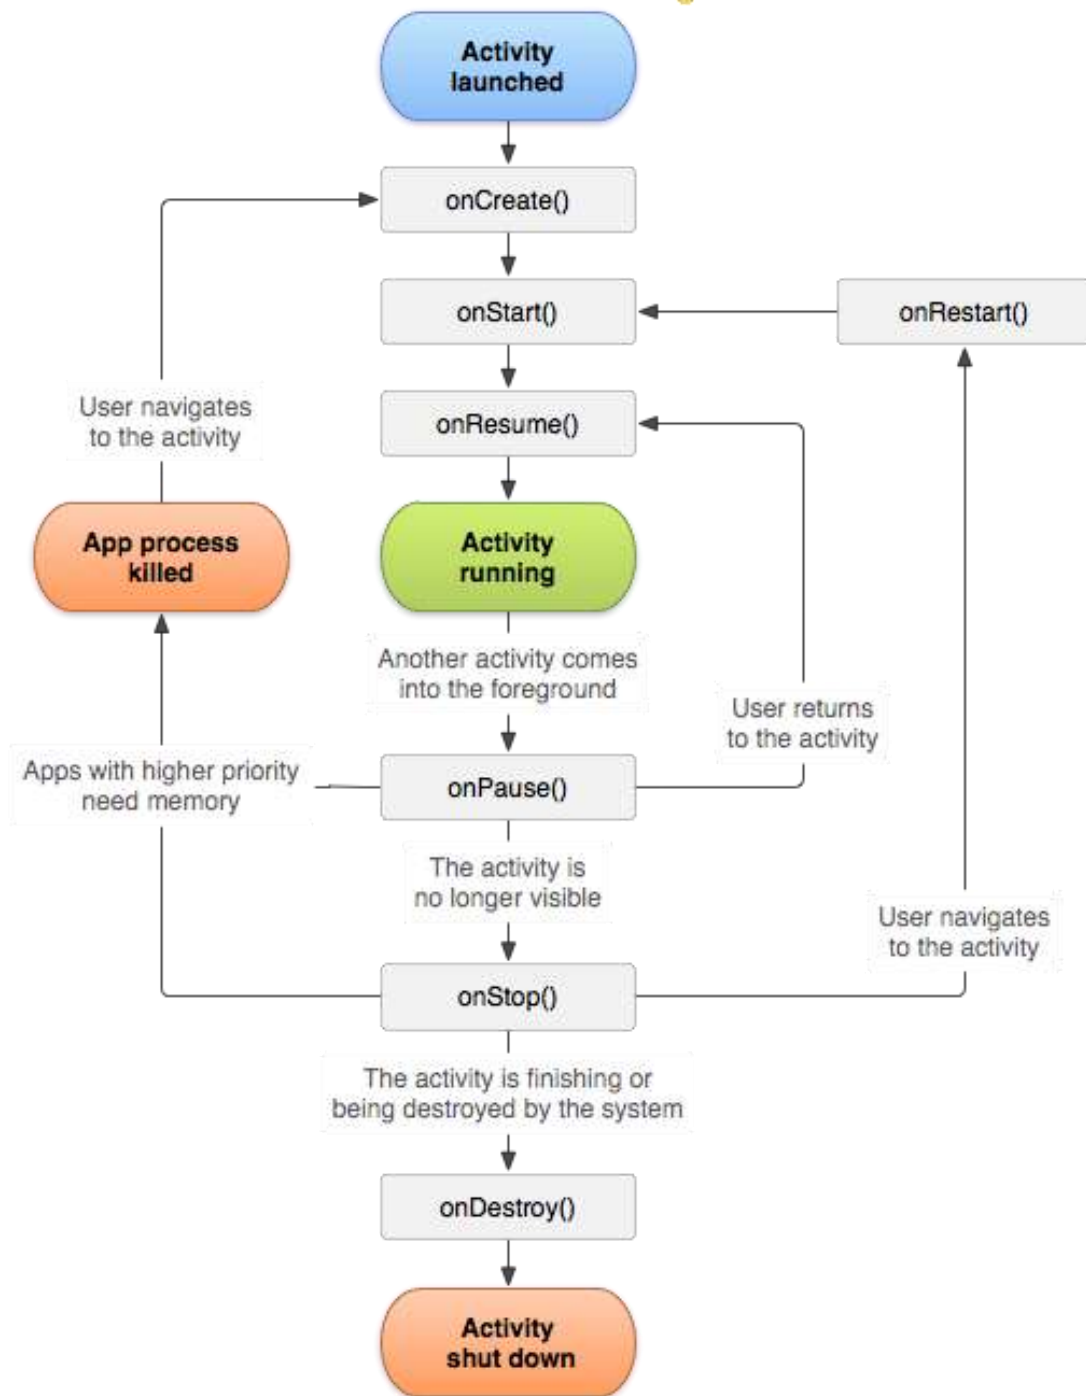 Activity
launched
onCreate()
onStart()
onRestart()
User navigates
to the activity
onResume()
App process
killed
Activity
running
Another activity comes
into the foreground
User returns
to the activity
Apps with higher priority
need memory
onPause()
The activity is
no longer visible
User navigates
to the activity
onStop()
The activity is finishing or
being destroyed by the system
onDestroy()
Activity
shut down